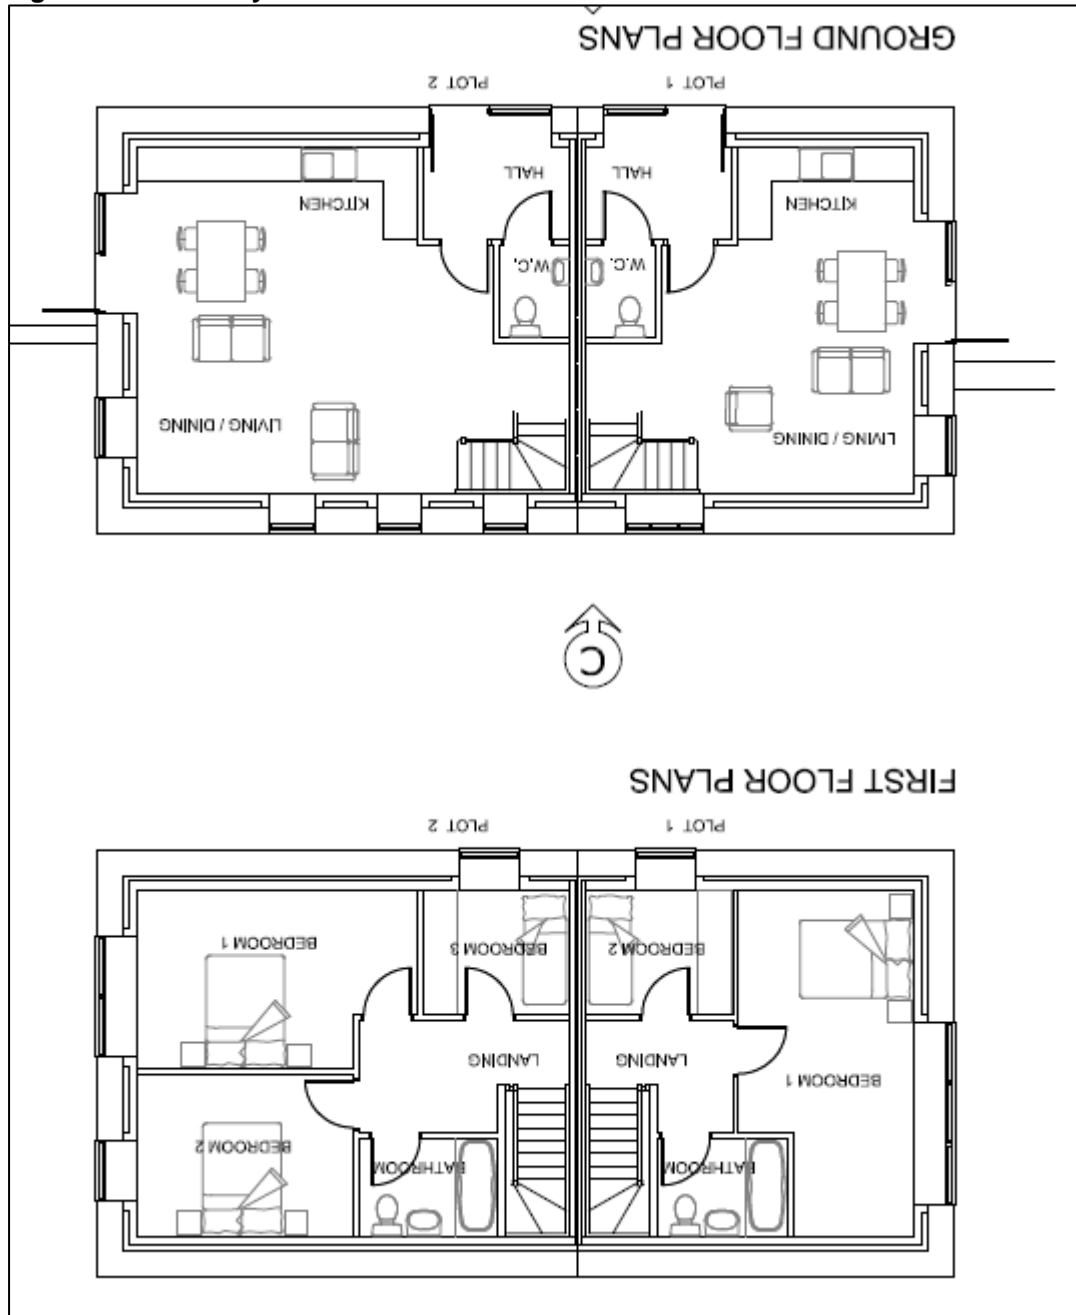 BATHROOM
BATHROOM
BEDROOM 2
BEDROOM 1
LANDING
LANDING
BEDROOM 2
BEDROOM 3
BEDROOM 1
PLOT 1
PLOT 2
FIRST FLOOR PLANS
C
LIVING / DINING
LIVING / DINING
W.C.
W.C.
KITCHEN
KITCHEN
HALL
HALL
PLOT 1
PLOT 2
GROUND FLOOR PLANS